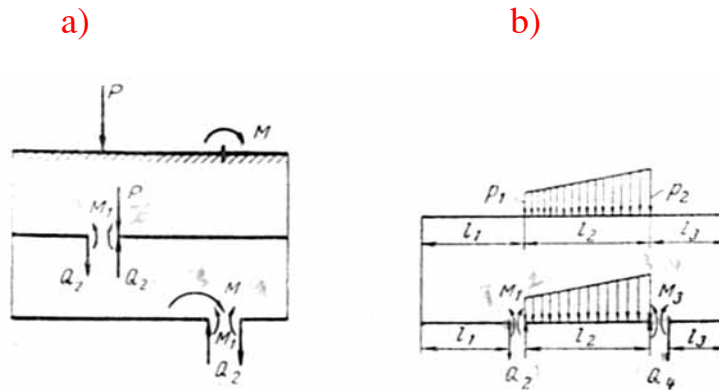 a) b)
P
M
P
M₁
Q₂ Q₂
M
M₁
Q₂
P₁ P₂
l₁ l₂ l₃
M₁ M₃
l₁ l₂ l₃
Q₂ Q₄